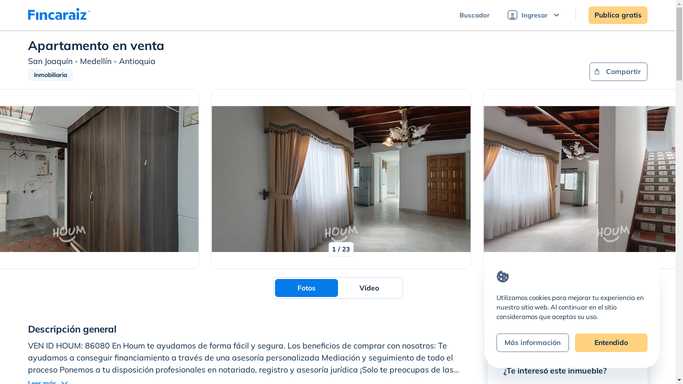 Fincaraiz
Buscador
Ingresar
Publica gratis
Apartamento en venta
San Joaquín - Medellín - Antioquia
Inmobiliaria
Compartir
HOUM
HOUM
HOUM
1 / 23
Fotos
Video
Descripción general
VEN ID HOUM: 86080 En Houm te ayudamos de forma fácil y segura. Los beneficios de comprar con nosotros: Te
ayudamos a conseguir financiamiento a través de una asesoría personalizada Mediación y seguimiento de todo el
proceso Ponemos a tu disposición profesionales en notariado, registro y asesoría jurídica ¡Solo te preocupas de las...
Leer más
Utilizamos cookies para mejorar tu experiencia en
nuestro sitio web. Al continuar en el sitio
consideramos que aceptas su uso.
Más información
Entendido
¿Te interesó este inmueble?